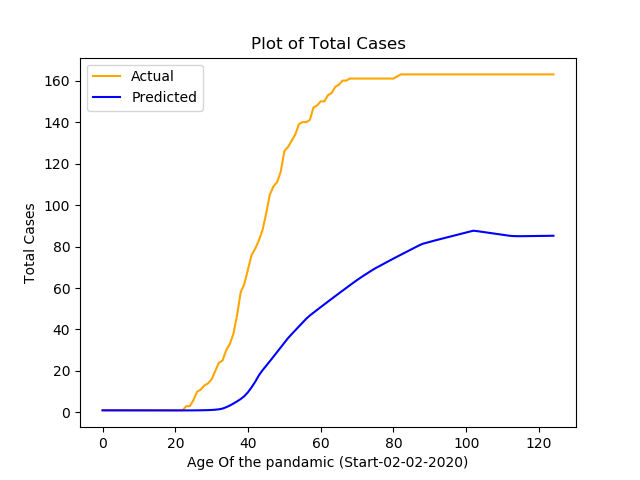 Plot of Total Cases
Actual
Predicted
Total Cases
160
140
120
100
80
60
40
20
0
0 20 40 60 80 100 120
Age Of the pandamic (Start-02-02-2020)